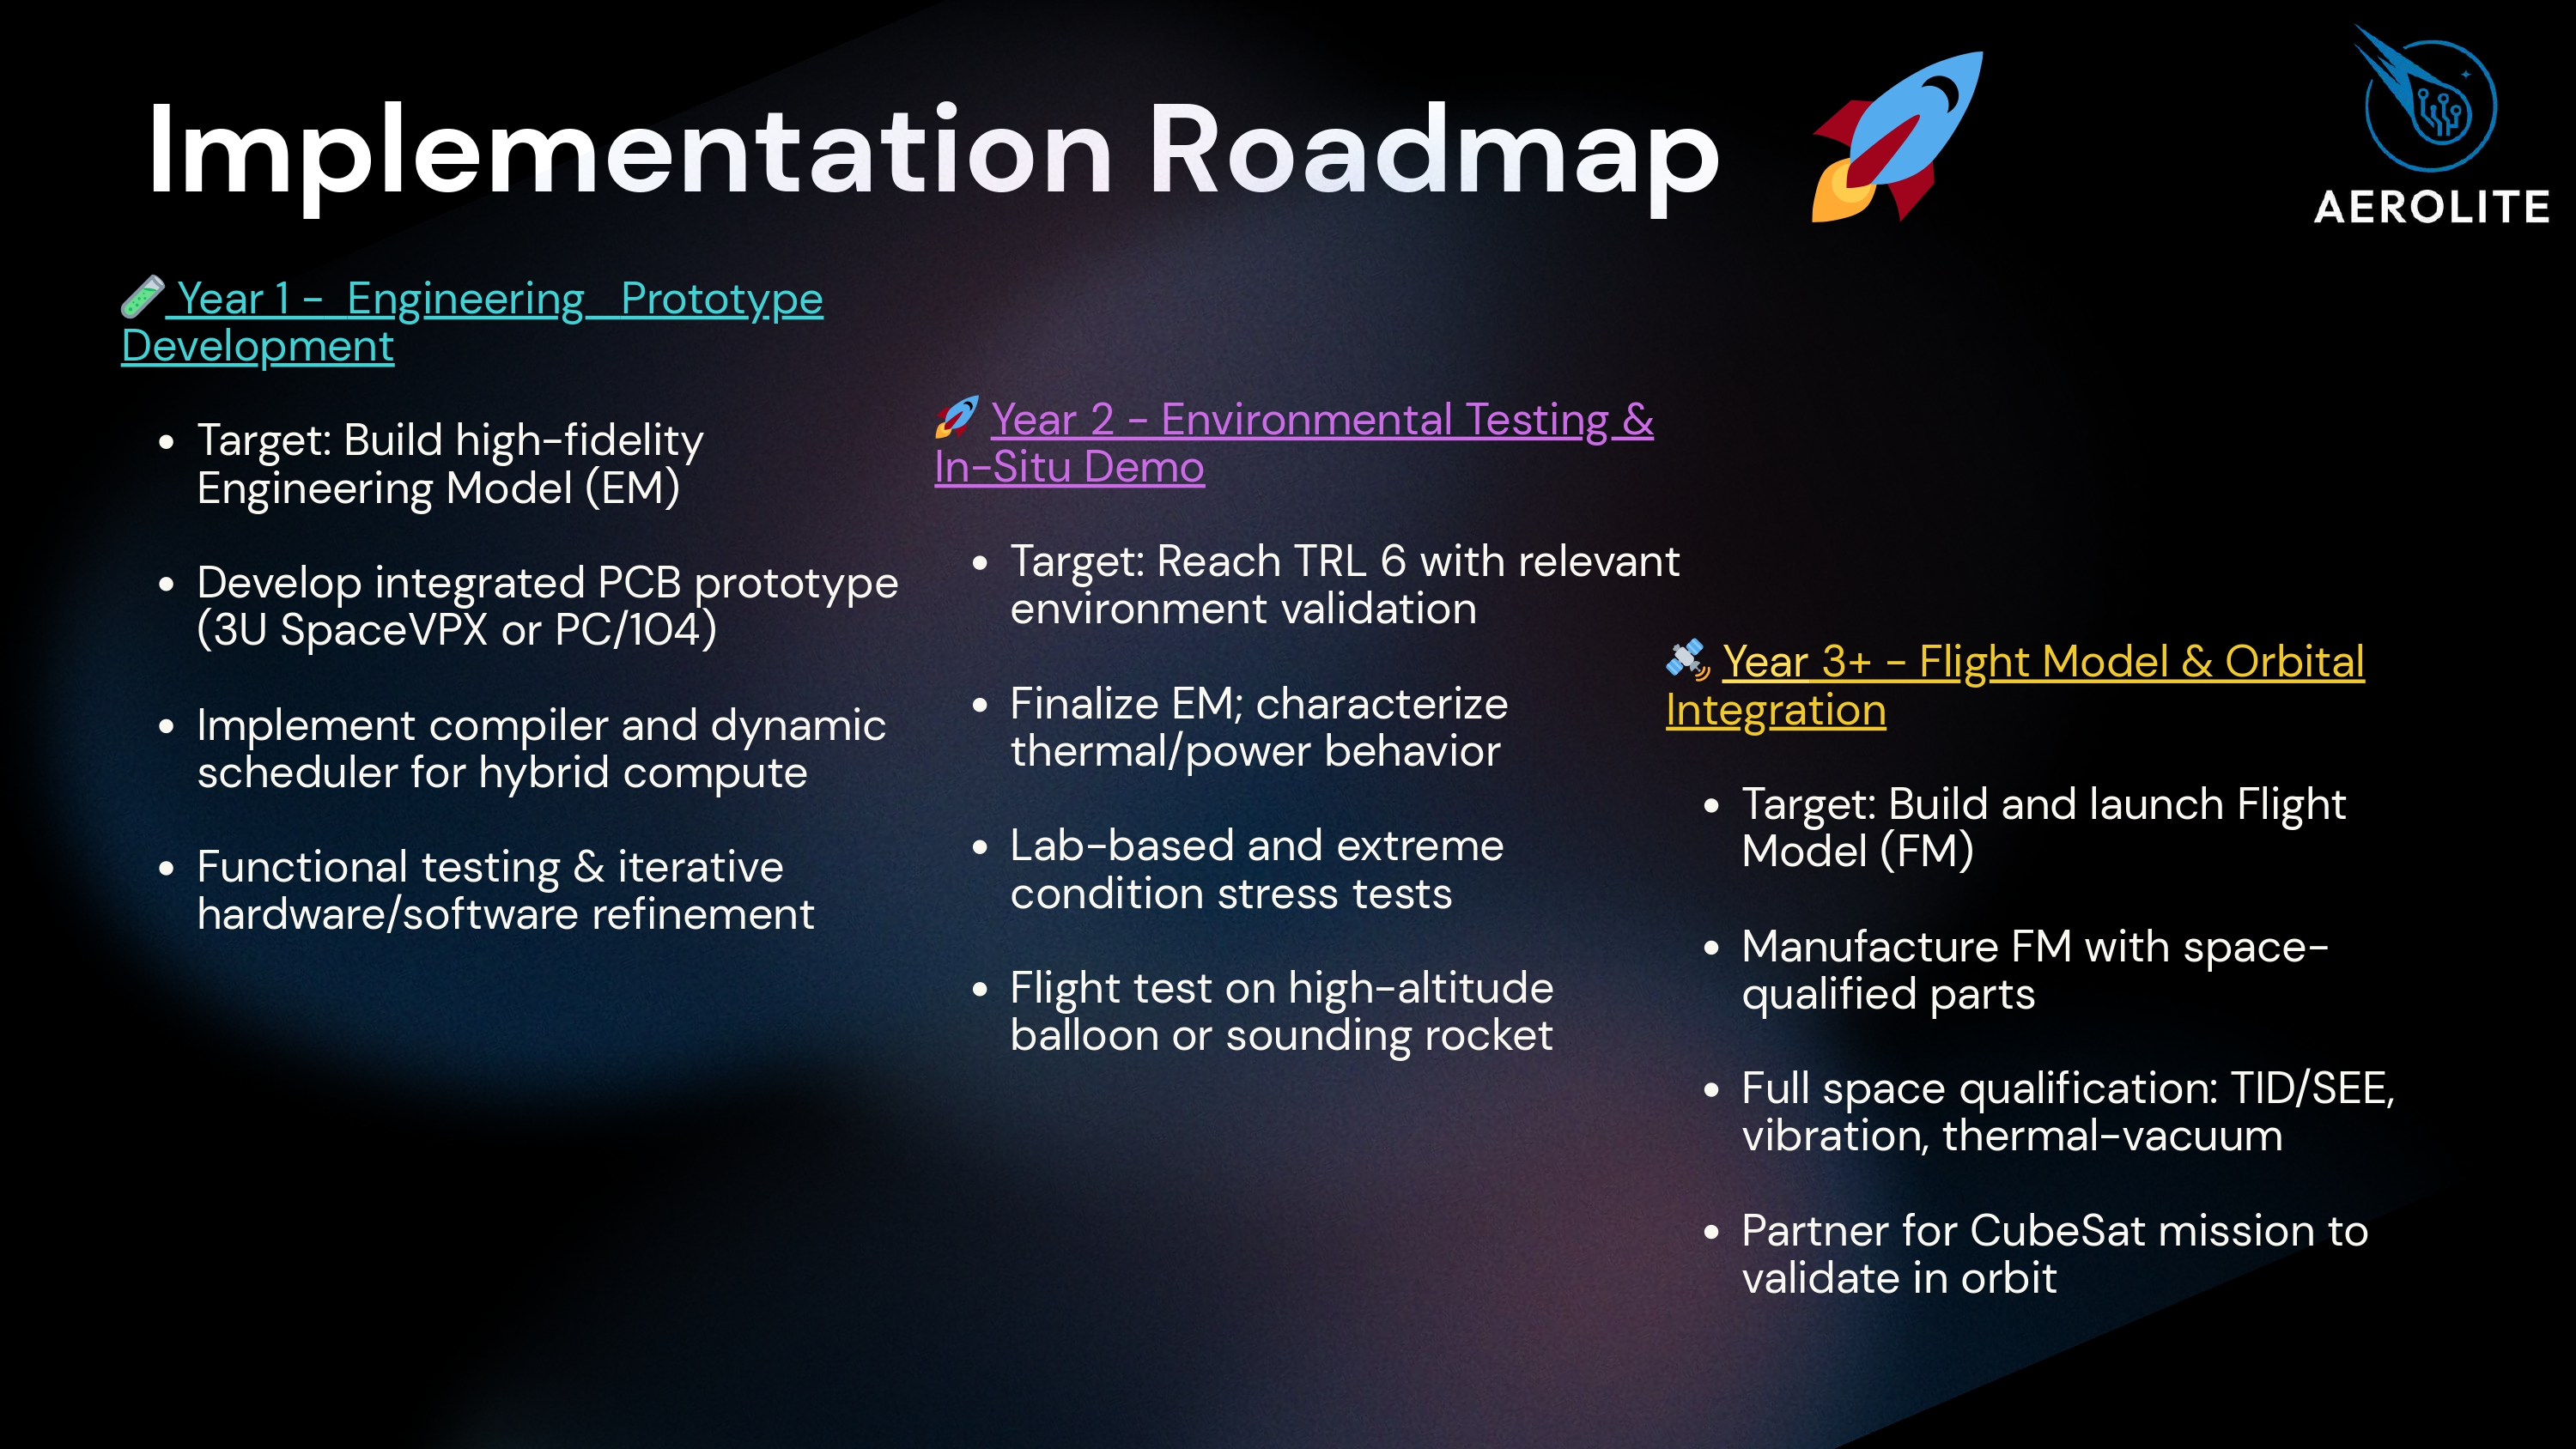 Implementation Roadmap
AEROLITE
Year 1 - Engineering Prototype
Development
• Target: Build high-fidelity
Engineering Model (EM)
• Develop integrated PCB prototype
(3U SpaceVPX or PC/104)
• Implement compiler and dynamic
scheduler for hybrid compute
• Functional testing & iterative
hardware/software refinement
Year 2 - Environmental Testing &
In-Situ Demo
• Target: Reach TRL 6 with relevant
environment validation
• Finalize EM; characterize
thermal/power behavior
• Lab-based and extreme
condition stress tests
• Flight test on high-altitude
balloon or sounding rocket
Year 3+ - Flight Model & Orbital
Integration
• Target: Build and launch Flight
Model (FM)
• Manufacture FM with space-
qualified parts
• Full space qualification: TID/SEE,
vibration, thermal-vacuum
• Partner for CubeSat mission to
validate in orbit